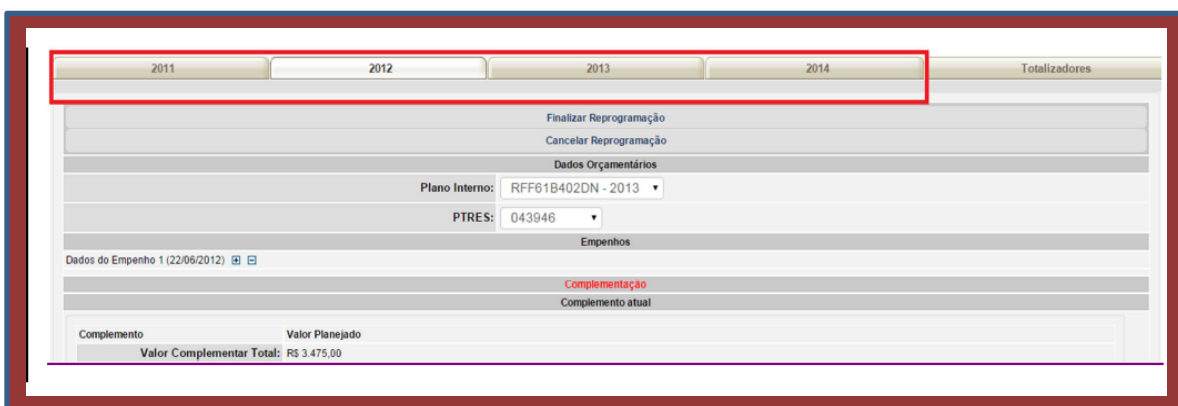 2011 2012 2013 2014 Totalizadores
Finalizar Reprogramação
Cancelar Reprogramação
Dados Orçamentários
Plano Interno: RFF61B402DN - 2013
PTRES: 043946
Empenhos
Dados do Empenho 1 (22/06/2012)
Complementação
Complemento atual
Complemento Valor Planejado
Valor Complementar Total: R$ 3.475,00